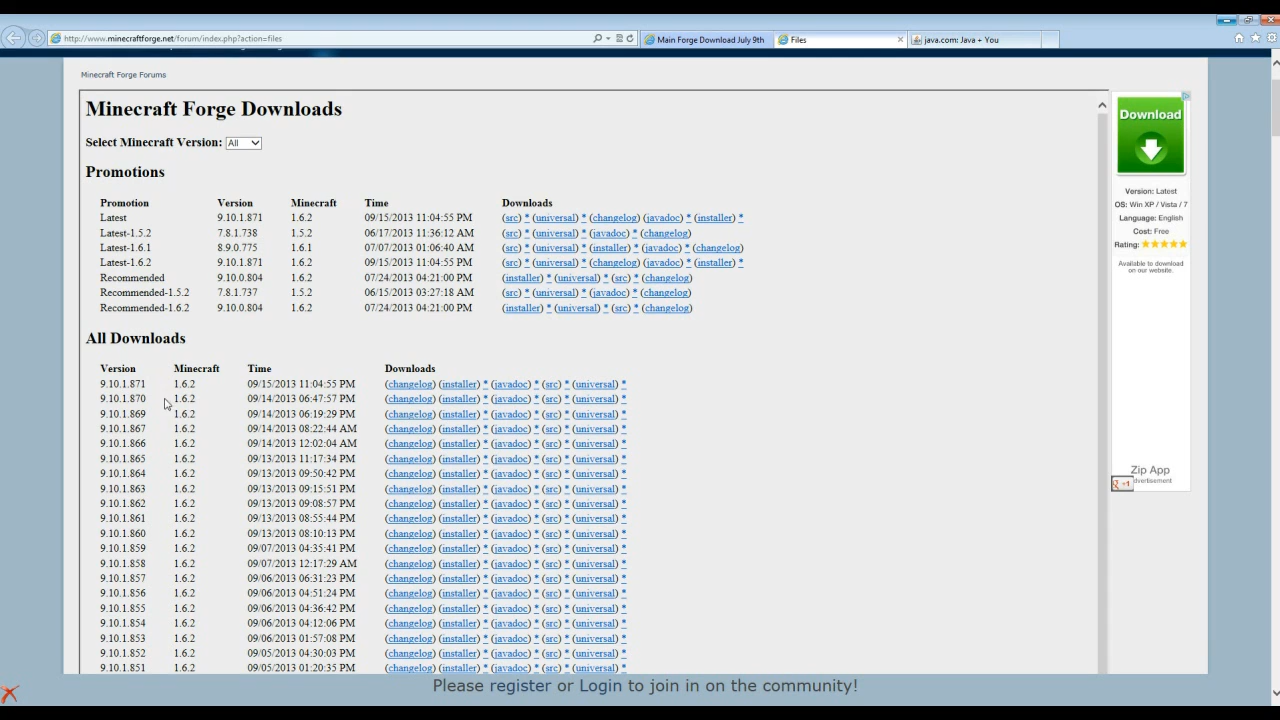 http://www.minecraftforge.net/forum/index.php?action=files
Main Forge Download July 9th
Files
java.com: Java + You
Minecraft Forge Forums
Minecraft Forge Downloads
Select Minecraft Version: All
Promotions
Promotion Version Minecraft Time Downloads
Latest 9.10.1.871 1.6.2 09/15/2013 11:04:55 PM (src) * (universal) * (changelog) (javadoc) * (installer) *
Latest-1.5.2 7.8.1.738 1.5.2 06/17/2013 11:36:12 AM (src) * (universal) * (javadoc) * (changelog)
Latest-1.6.1 8.9.0.775 1.6.1 07/07/2013 01:06:40 AM (src) * (universal) * (installer) * (javadoc) * (changelog)
Latest-1.6.2 9.10.1.871 1.6.2 09/15/2013 11:04:55 PM (src) * (universal) * (changelog) (javadoc) * (installer) *
Recommended 9.10.0.804 1.6.2 07/24/2013 04:21:00 PM (installer) * (universal) * (src) * (changelog)
Recommended-1.5.2 7.8.1.737 1.5.2 06/15/2013 03:27:18 AM (src) * (universal) * (javadoc) * (changelog)
Recommended-1.6.2 9.10.0.804 1.6.2 07/24/2013 04:21:00 PM (installer) * (universal) * (src) * (changelog)
All Downloads
Version Minecraft Time Downloads
9.10.1.871 1.6.2 09/15/2013 11:04:55 PM (changelog) (installer) * (javadoc) * (src) * (universal) *
9.10.1.870 1.6.2 09/14/2013 06:47:57 PM (changelog) (installer) * (javadoc) * (src) * (universal) *
9.10.1.869 1.6.2 09/14/2013 06:19:29 PM (changelog) (installer) * (javadoc) * (src) * (universal) *
9.10.1.867 1.6.2 09/14/2013 08:22:44 AM (changelog) (installer) * (javadoc) * (src) * (universal) *
9.10.1.866 1.6.2 09/14/2013 12:02:04 AM (changelog) (installer) * (javadoc) * (src) * (universal) *
9.10.1.865 1.6.2 09/13/2013 11:17:34 PM (changelog) (installer) * (javadoc) * (src) * (universal) *
9.10.1.864 1.6.2 09/13/2013 09:50:42 PM (changelog) (installer) * (javadoc) * (src) * (universal) *
9.10.1.863 1.6.2 09/13/2013 09:15:51 PM (changelog) (installer) * (javadoc) * (src) * (universal) *
9.10.1.862 1.6.2 09/13/2013 09:08:57 PM (changelog) (installer) * (javadoc) * (src) * (universal) *
9.10.1.861 1.6.2 09/13/2013 08:55:44 PM (changelog) (installer) * (javadoc) * (src) * (universal) *
9.10.1.860 1.6.2 09/13/2013 08:10:13 PM (changelog) (installer) * (javadoc) * (src) * (universal) *
9.10.1.859 1.6.2 09/07/2013 04:35:41 PM (changelog) (installer) * (javadoc) * (src) * (universal) *
9.10.1.858 1.6.2 09/07/2013 12:17:29 AM (changelog) (installer) * (javadoc) * (src) * (universal) *
9.10.1.857 1.6.2 09/06/2013 06:31:23 PM (changelog) (installer) * (javadoc) * (src) * (universal) *
9.10.1.856 1.6.2 09/06/2013 04:51:24 PM (changelog) (installer) * (javadoc) * (src) * (universal) *
9.10.1.855 1.6.2 09/06/2013 04:36:42 PM (changelog) (installer) * (javadoc) * (src) * (universal) *
9.10.1.854 1.6.2 09/06/2013 04:12:06 PM (changelog) (installer) * (javadoc) * (src) * (universal) *
9.10.1.853 1.6.2 09/06/2013 01:57:08 PM (changelog) (installer) * (javadoc) * (src) * (universal) *
9.10.1.852 1.6.2 09/05/2013 04:30:03 PM (changelog) (installer) * (javadoc) * (src) * (universal) *
9.10.1.851 1.6.2 09/05/2013 01:20:35 PM (changelog) (installer) * (javadoc) * (src) * (universal) *
Download
Version: Latest
OS: Win XP / Vista / 7
Language: English
Cost: Free
Rating:
Available to download
on our website.
Zip App
dvertisement
g +1
Please register or Login to join in on the community!